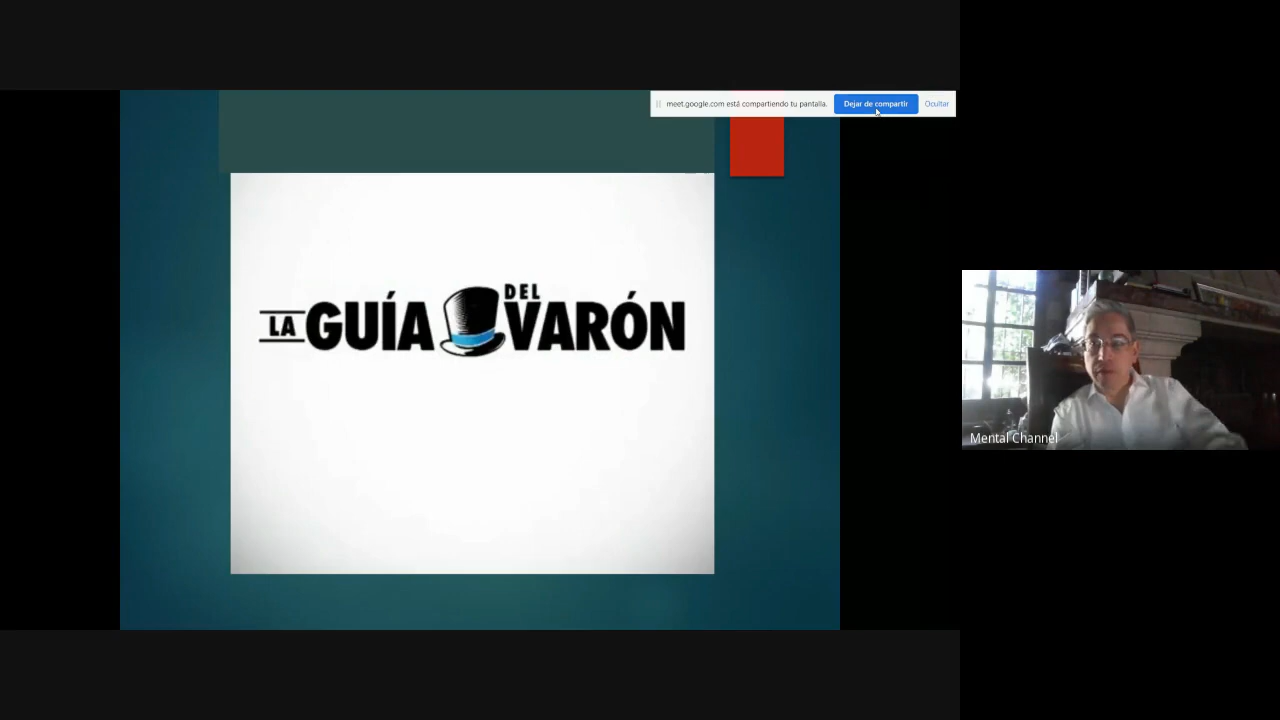 meet.google.com está compartiendo tu pantalla. Dejar de compartir Ocultar
LA GUÍA DEL VARÓN
Mental Channel